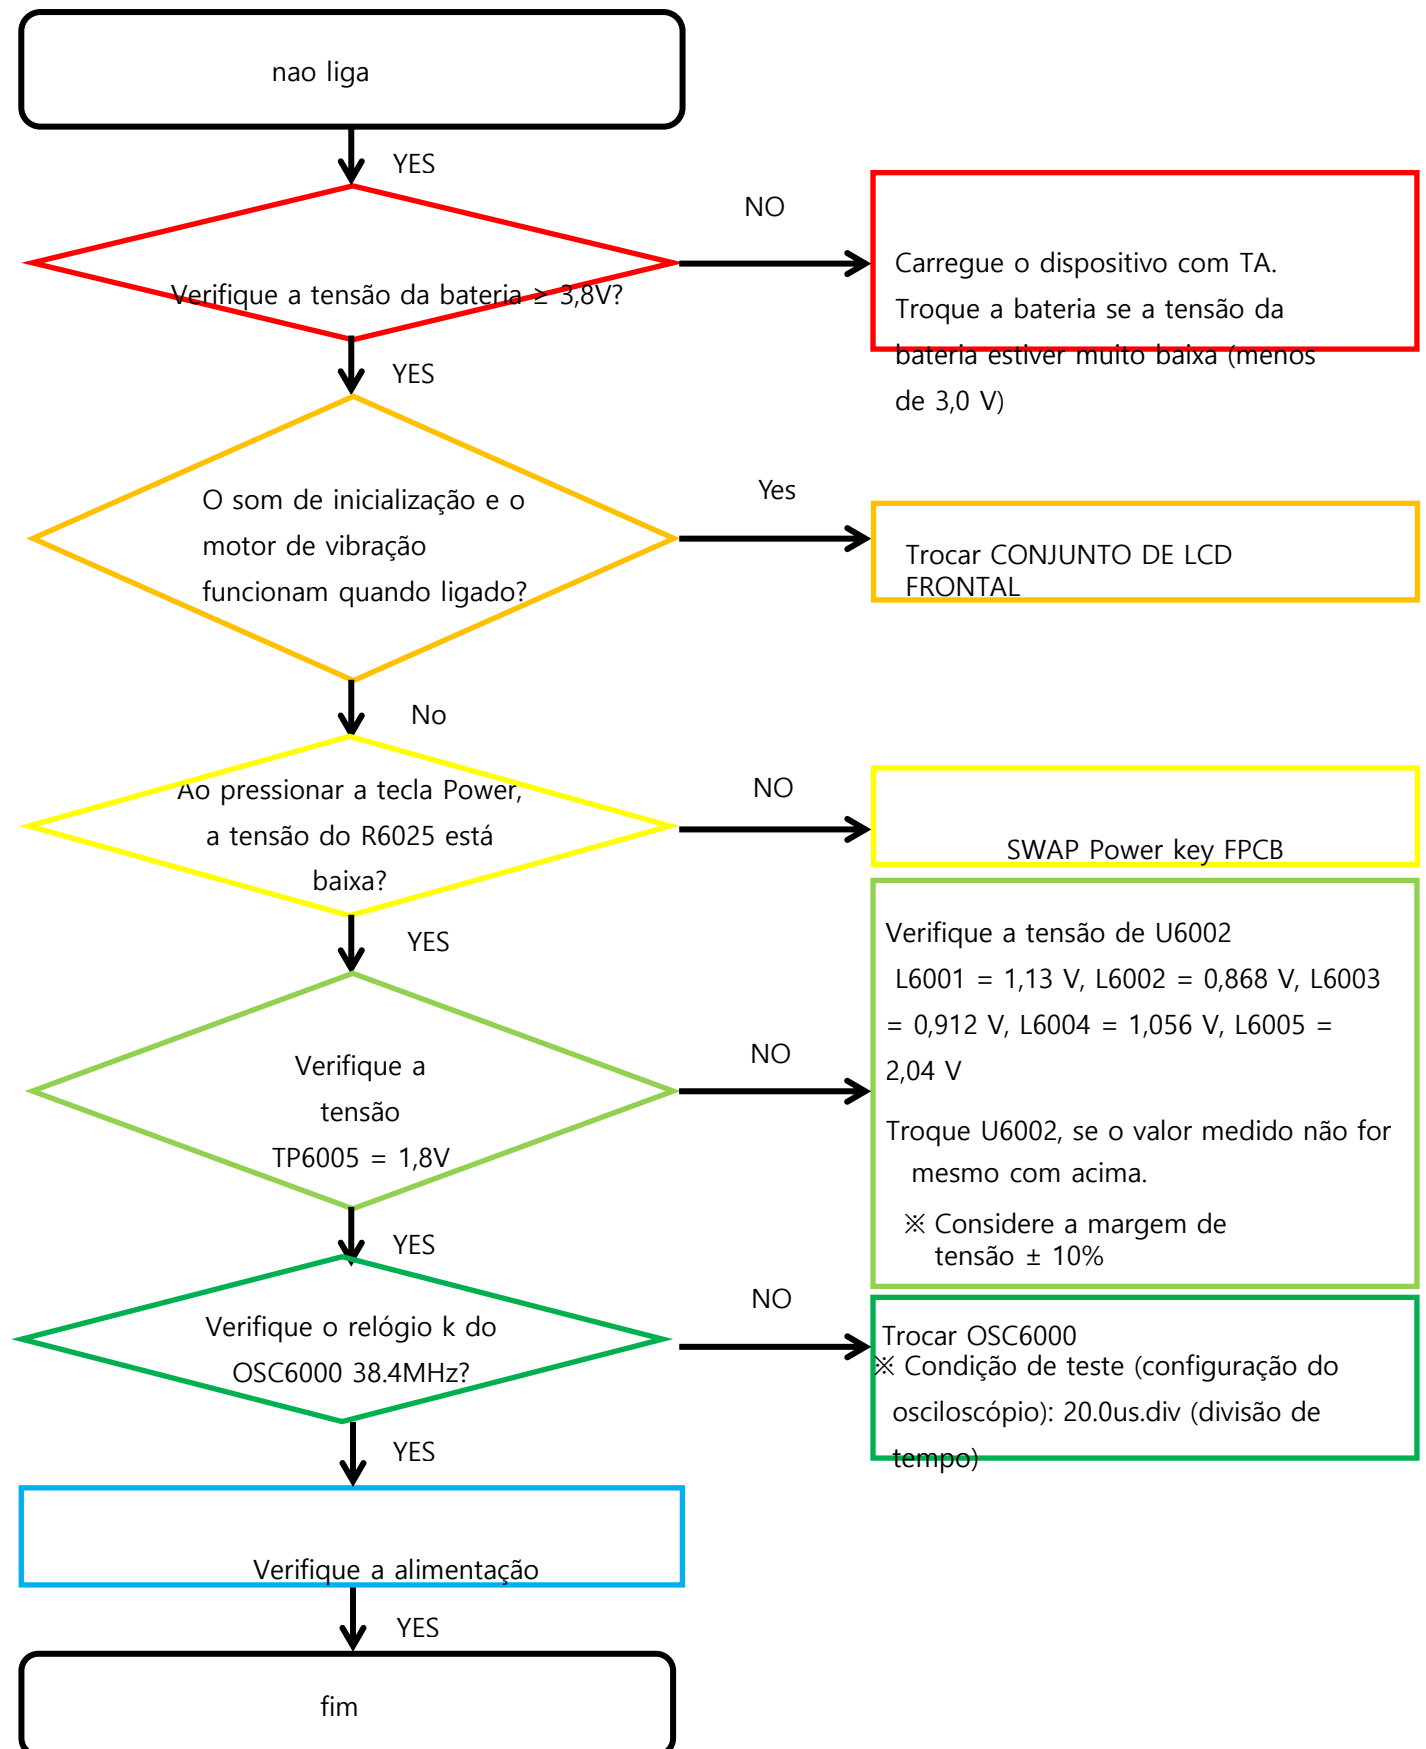 nao liga
YES
Verifique a tensão da bateria ≥ 3,8V?
NO
Carregue o dispositivo com TA.
Troque a bateria se a tensão da
bateria estiver muito baixa (menos
de 3,0 V)
YES
O som de inicialização e o
motor de vibração
funcionam quando ligado?
Yes
Trocar CONJUNTO DE LCD
FRONTAL
No
Ao pressionar a tecla Power,
a tensão do R6025 está
baixa?
NO
SWAP Power key FPCB
YES
Verifique a
tensão
TP6005 = 1,8V
NO
Verifique a tensão de U6002
L6001 = 1,13 V, L6002 = 0,868 V, L6003
= 0,912 V, L6004 = 1,056 V, L6005 =
2,04 V
Troque U6002, se o valor medido não for
mesmo com acima.
※ Considere a margem de
tensão ± 10%
YES
Verifique o relógio k do
OSC6000 38.4MHz?
NO
Trocar OSC6000
※ Condição de teste (configuração do
osciloscópio): 20.0us.div (divisão de
tempo)
YES
Verifique a alimentação
YES
fim